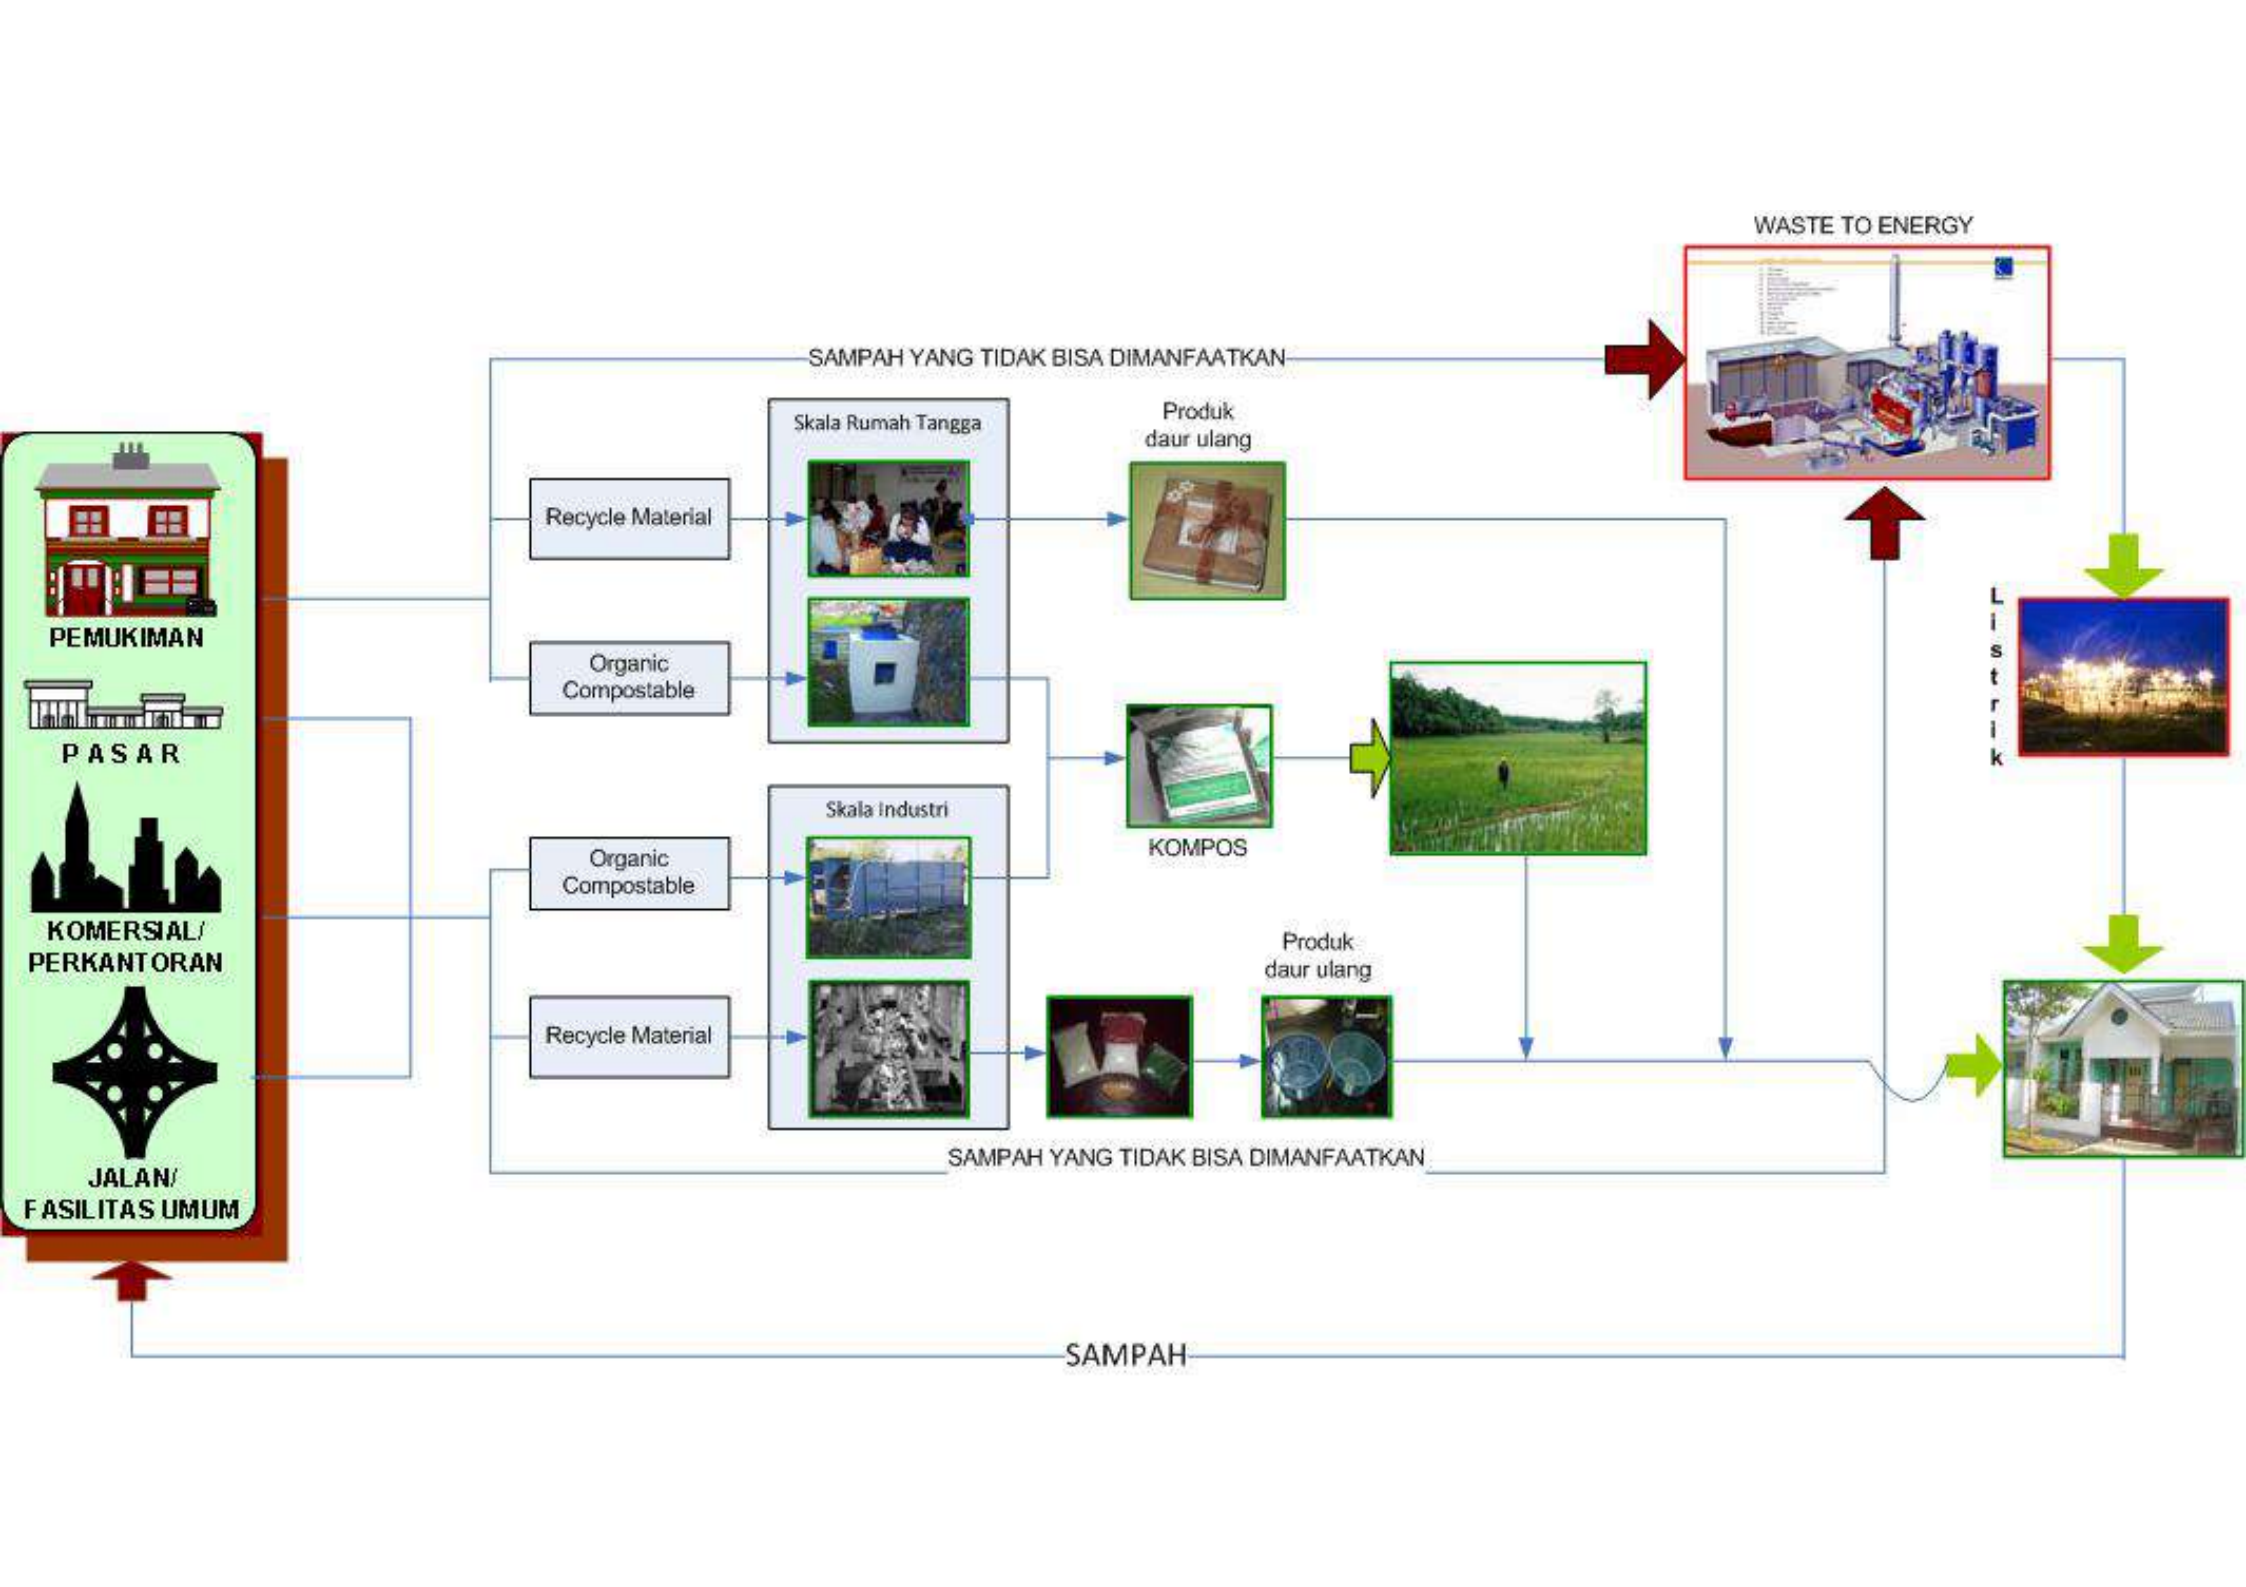 WASTE TO ENERGY
SAMPAH YANG TIDAK BISA DIMANFAATKAN
Skala Rumah Tangga
Produk
daur ulang
Recycle Material
PEMUKIMAN
Organic
Compostable
Listrik
PASAR
KOMPOS
Skala Industri
Organic
Compostable
KOMERSIAL/
PERKANTORAN
Produk
daur ulang
Recycle Material
SAMPAH YANG TIDAK BISA DIMANFAATKAN
JALAN/
FASILITAS UMUM
SAMPAH